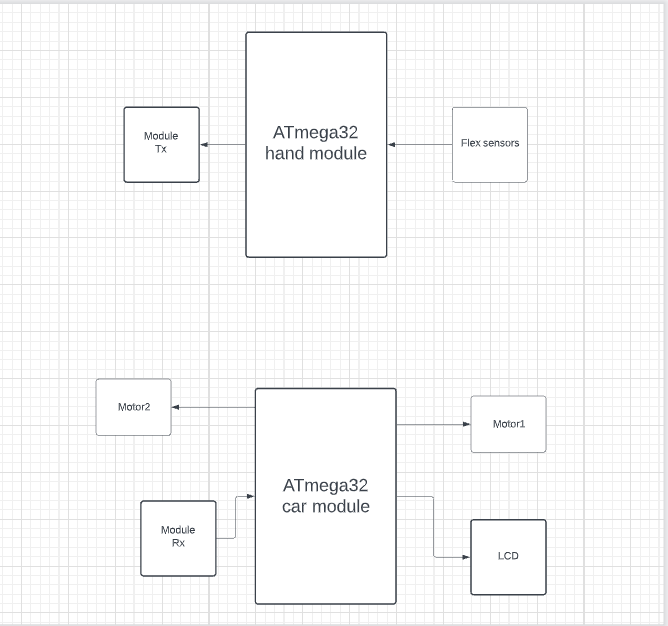 Module
Tx
ATmega32
hand module
Flex sensors
Motor2
ATmega32
car module
Motor1
Module
Rx
LCD